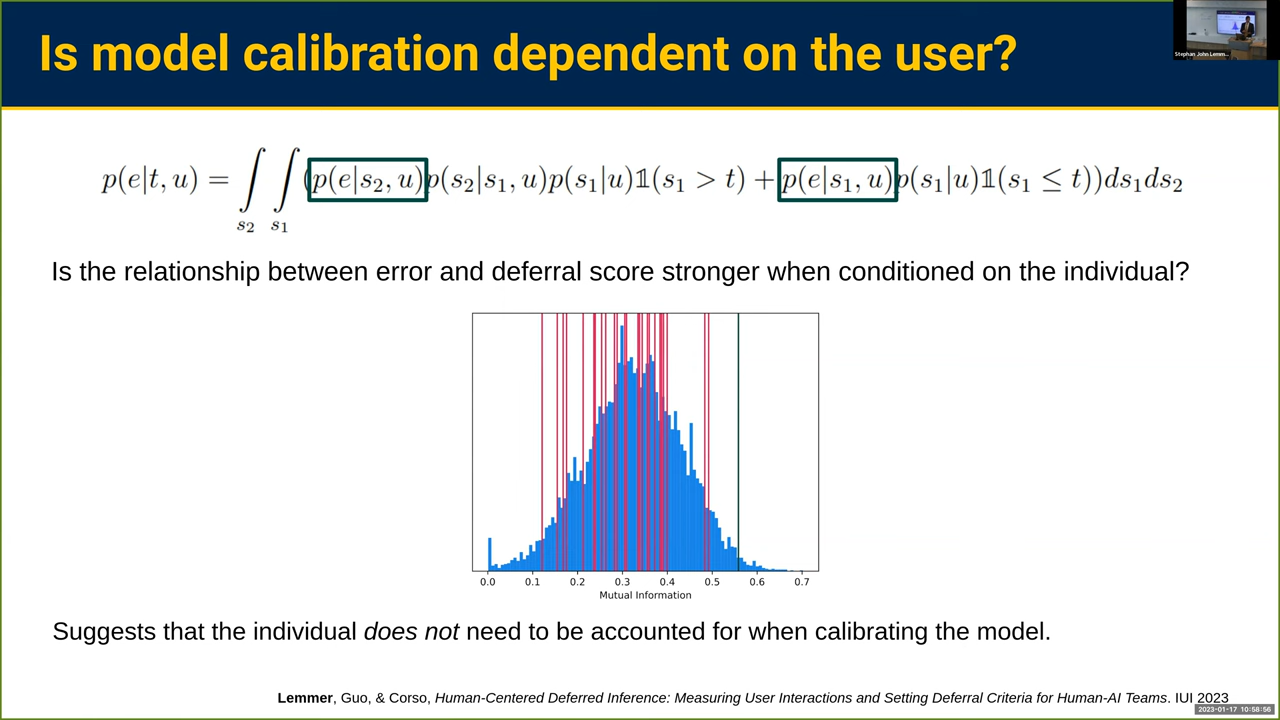 Is model calibration dependent on the user?
Stephan John Lemm...
p(e|t, u) = ∫ ∫ (p(e|s₂, u)p(s₂|s₁, u)p(s₁|u)𝟙(s₁ > t) + p(e|s₁, u)p(s₁|u)𝟙(s₁ ≤ t))ds₁ds₂
s₂ s₁
Is the relationship between error and deferral score stronger when conditioned on the individual?
0.0 0.1 0.2 0.3 0.4 0.5 0.6 0.7
Mutual Information
Suggests that the individual does not need to be accounted for when calibrating the model.
Lemmer, Guo, & Corso, Human-Centered Deferred Inference: Measuring User Interactions and Setting Deferral Criteria for Human-AI Teams. IUI 2023
2023-01-17 10:58:56